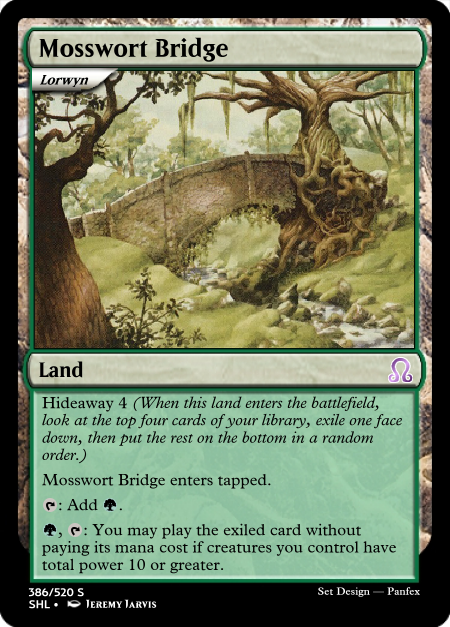 Mosswort Bridge
Lorwyn
Land
Hideaway 4 (When this land enters the battlefield,
look at the top four cards of your library, exile one face
down, then put the rest on the bottom in a random
order.)
Mosswort Bridge enters tapped.
: Add .
, : You may play the exiled card without
paying its mana cost if creatures you control have
total power 10 or greater.
386/520 S
Set Design — Panfex
SHL • Jeremy Jarvis